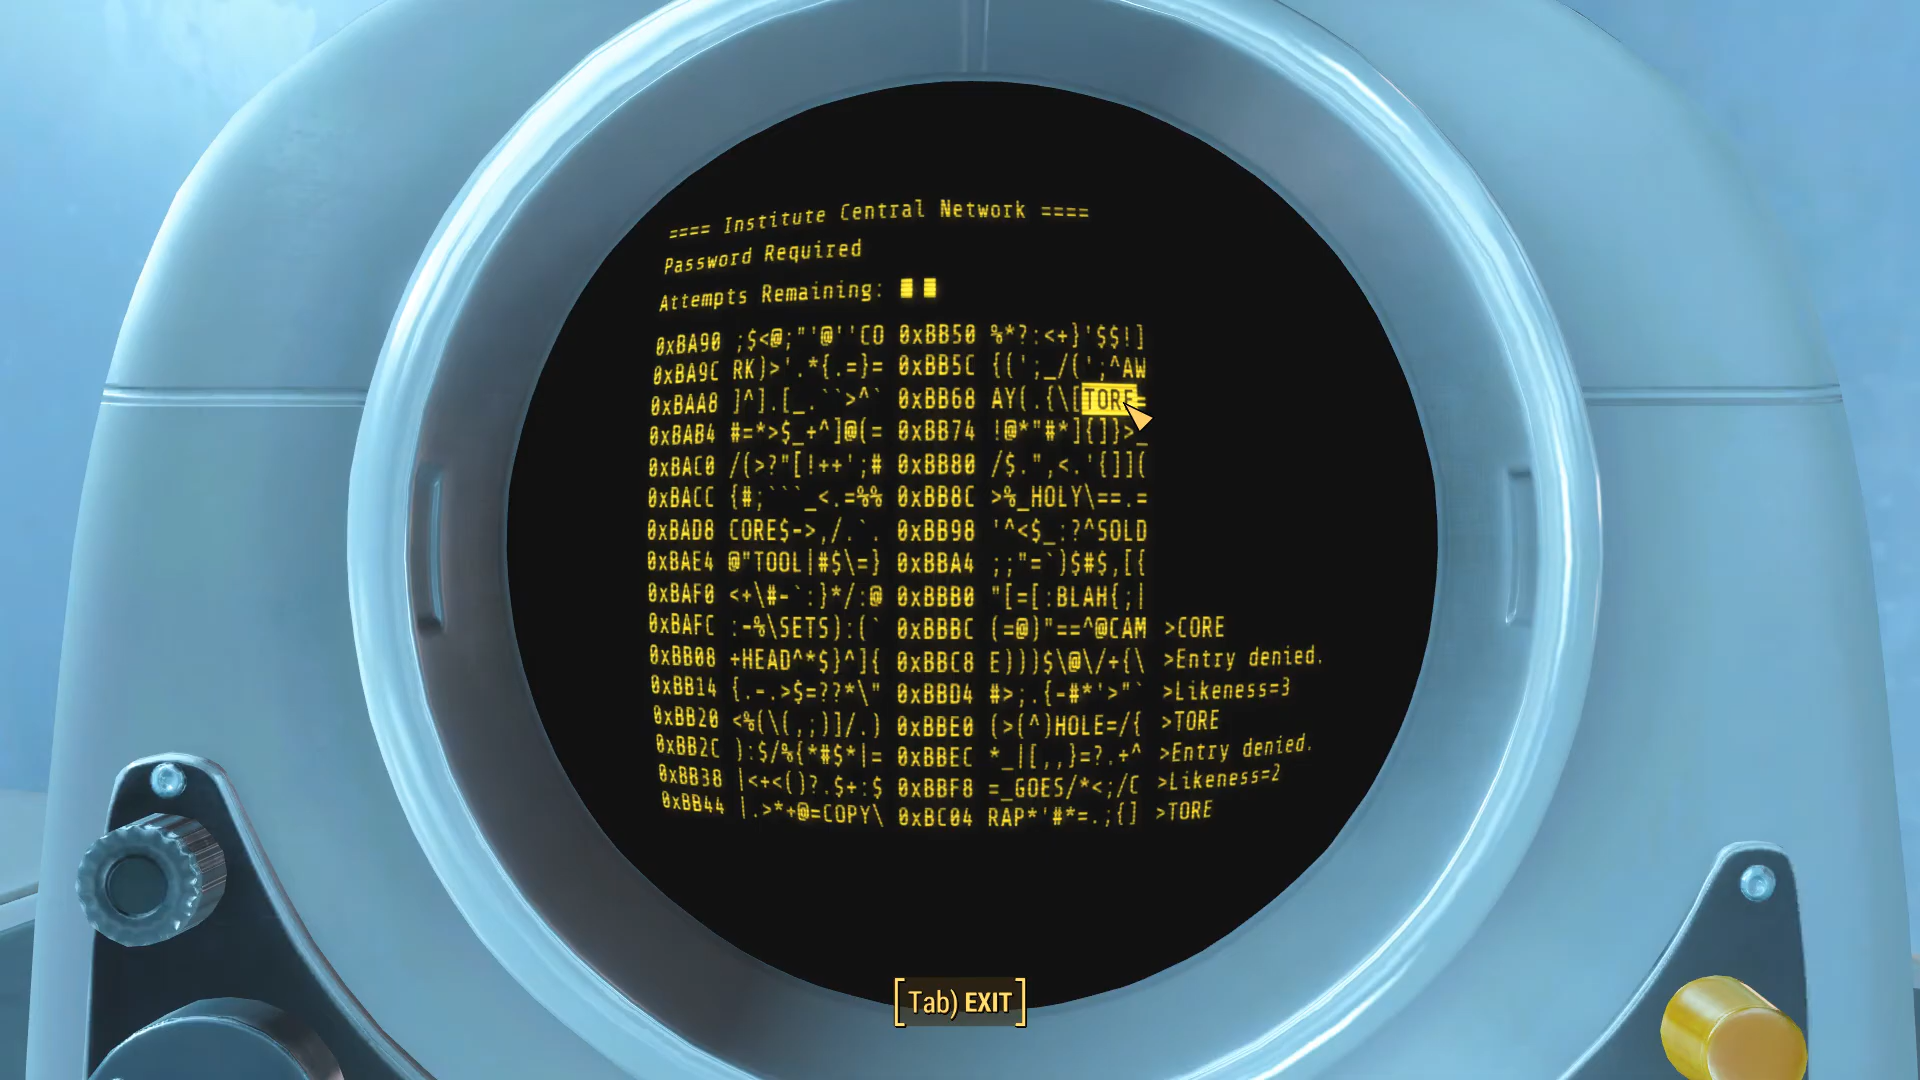 ==== Institute Central Network ====
Password Required
Attempts Remaining:
0xBA90 ;$<@;"'@''CO 0xBB50 %*?:<+}'$$!]
0xBA9C RK)>'.*{.=}= 0xBB5C {(';_/(';^AW
0xBAA8 ]^].[_.``>^` 0xBB68 AY(.{\[TORE=
0xBAB4 #=*>$_+^]@(= 0xBB74 !@*"#*]{]}>_
0xBAC0 /(>?"[!++';# 0xBB80 /$.",<.'{]](
0xBACC {#;```_<.=%% 0xBB8C >%_HOLY\==.=
0xBAD8 CORE$->,/.`. 0xBB98 '^<$_:?^SOLD
0xBAE4 @"TOOL|#$\=} 0xBBA4 ;;"=`)$#$,[{
0xBAF0 <+\#-`:}*/:@ 0xBBB0 "[=[:BLAH{;|
0xBAFC :-%\SETS):(` 0xBBBC (=@)"==^@CAM >CORE
0xBB08 +HEAD^*$}^]{ 0xBBC8 E)))$\@\/+{\ >Entry denied.
0xBB14 {.-.>$=??*\" 0xBBD4 #>;.{-#*'>"` >Likeness=3
0xBB20 <%(\(,;)]/.) 0xBBE0 (>(^)HOLE=/{ >TORE
0xBB2C ):$/%{*#$*|= 0xBBEC *_|[,,}=?.+^ >Entry denied.
0xBB38 |<+<()?.$+:$ 0xBBF8 =_GOES/*<;/C >Likeness=2
0xBB44 |.>*+@=COPY\ 0xBC04 RAP*'#*=.;{] >TORE
[Tab) EXIT]